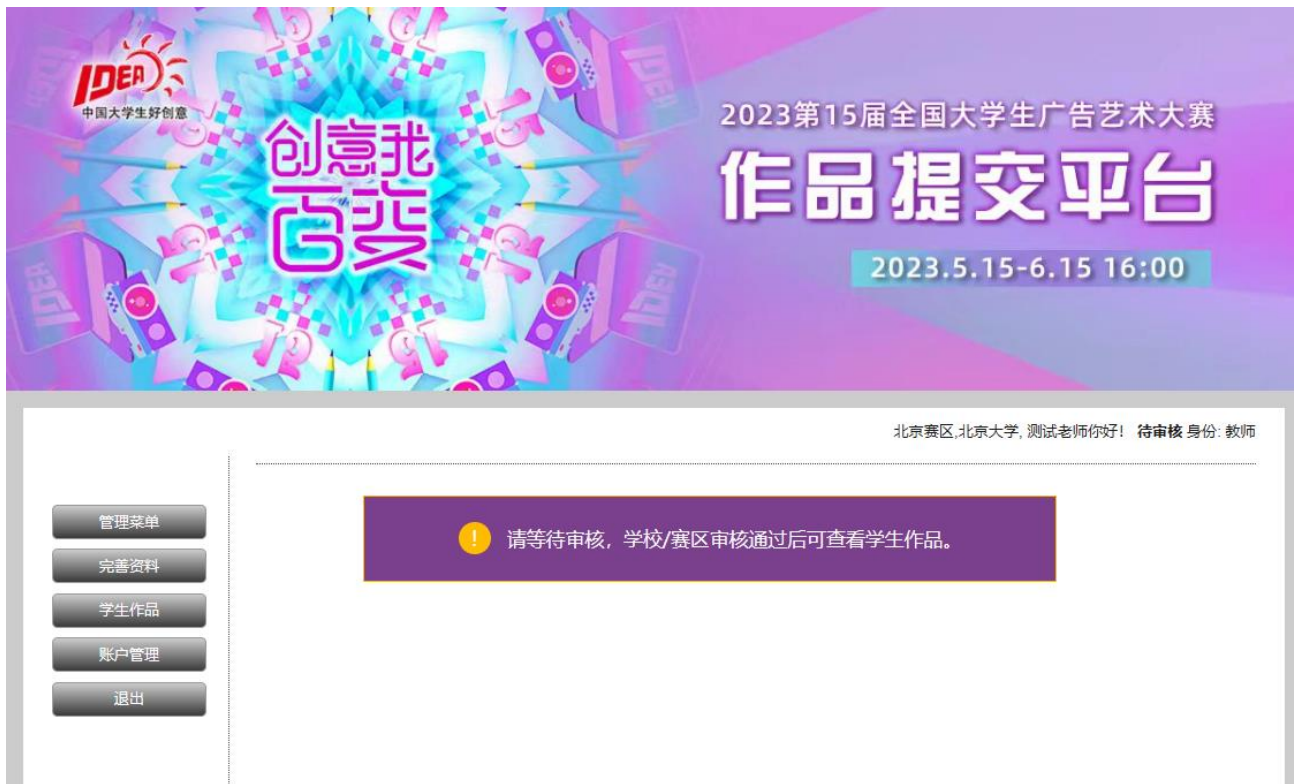 IDEA
中国大学生好创意
创意我
百变
2023第15届全国大学生广告艺术大赛
作品提交平台
2023.5.15-6.15 16:00
北京赛区,北京大学, 测试老师你好! 待审核 身份: 教师
管理菜单
完善资料
学生作品
账户管理
退出
! 请等待审核,学校/赛区审核通过后可查看学生作品。